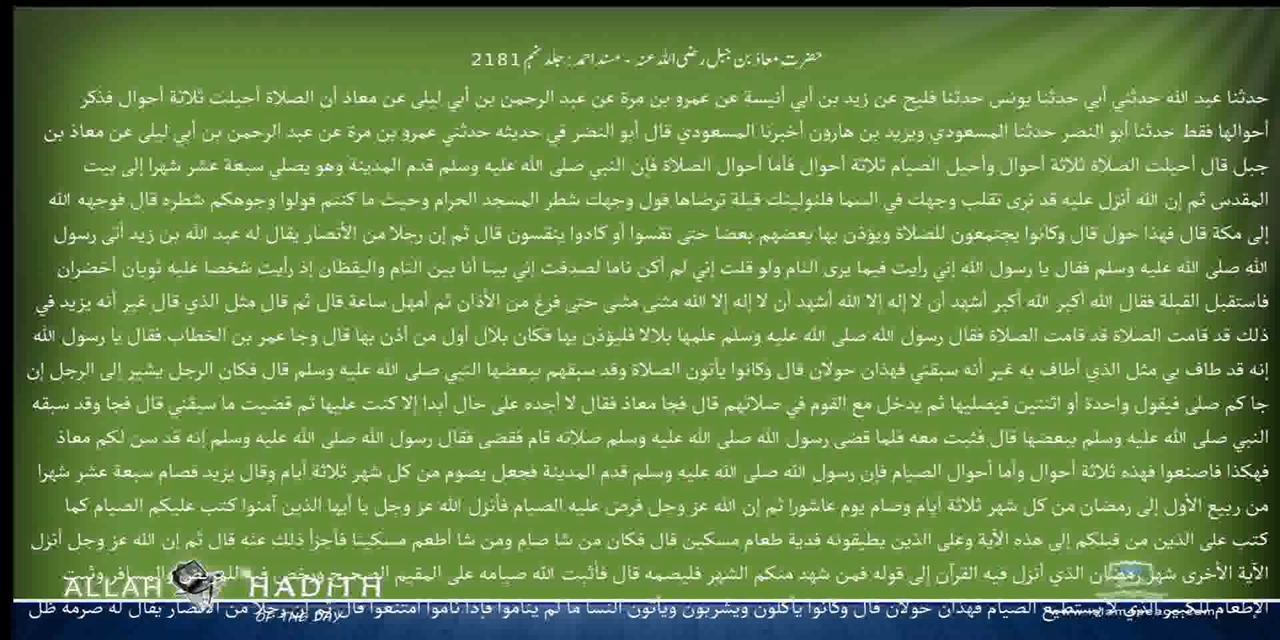 حضرت معاذ بن جبل رضی اللہ عنہ - مسند احمد : جلد نہم 2181
حدثنا عبد الله حدثني أبي حدثنا يونس حدثنا فليح عن زيد بن أبي أنيسة عن عمرو بن مرة عن عبد الرحمن بن أبي ليلى عن معاذ أن الصلاة أحيلت ثلاثة أحوال فذكر
أحوالها فقط حدثنا أبو النضر حدثنا المسعودي ويزيد بن هارون أخبرنا المسعودي قال أبو النضر في حديثه حدثني عمرو بن مرة عن عبد الرحمن بن أبي ليلى عن معاذ بن
جبل قال أحيلت الصلاة ثلاثة أحوال وأحيل الصيام ثلاثة أحوال فأما أحوال الصلاة فإن النبي صلى الله عليه وسلم قدم المدينة وهو يصلي سبعة عشر شهرا إلى بيت
المقدس ثم إن الله أنزل عليه قد نرى تقلب وجهك في السما فلنولينك قبلة ترضاها فول وجهك شطر المسجد الحرام وحيث ما كنتم فولوا وجوهكم شطره قال فوجهه الله
إلى مكة قال فهذا حول قال وكانوا يجتمعون للصلاة ويؤذن بها بعضهم بعضا حتى نقسوا أو كادوا ينقسون قال ثم إن رجلا من الأنصار يقال له عبد الله بن زيد أتى رسول
الله صلى الله عليه وسلم فقال يا رسول الله إني رأيت فيما يرى النام ولو قلت إني لم أكن ناما لصدقت إني بينا أنا بين النام واليقظان إذ رأيت شخصا عليه ثوبان أخضران
فاستقبل القبلة فقال الله أكبر الله أكبر أشهد أن لا إله إلا الله أشهد أن لا إله إلا الله مثنى مثنى حتى فرغ من الأذان ثم أمهل ساعة قال ثم قال مثل الذي قال غير أنه يزيد في
ذلك قد قامت الصلاة قد قامت الصلاة فقال رسول الله صلى الله عليه وسلم علمها بلالا فليؤذن بها فكان بلال أول من أذن بها قال وجا عمر بن الخطاب فقال يا رسول الله
إنه قد طاف بي مثل الذي أطاف به غير أنه سبقني فهذان حولان قال وكانوا يأتون الصلاة وقد سبقهم ببعضها النبي صلى الله عليه وسلم قال فكان الرجل يشير إلى الرجل إن
جا كم صلى فيقول واحدة أو اثنتين فيصليها ثم يدخل مع القوم في صلاتهم قال فجا معاذ فقال لا أجده على حال أبدا إلا كنت عليها ثم قضيت ما سبقني قال فجا وقد سبقه
النبي صلى الله عليه وسلم ببعضها قال فثبت معه فلما قضى رسول الله صلى الله عليه وسلم صلاته قام فقضى فقال رسول الله صلى الله عليه وسلم إنه قد سن لكم معاذ
فهكذا فاصنعوا فهذه ثلاثة أحوال وأما أحوال الصيام فإن رسول الله صلى الله عليه وسلم قدم المدينة فجعل يصوم من كل شهر ثلاثة أيام وقال يزيد فصام سبعة عشر شهرا
من ربيع الأول إلى رمضان من كل شهر ثلاثة أيام وصام يوم عاشورا ثم إن الله عز وجل فرض عليه الصيام فأنزل الله عز وجل يا أيها الذين آمنوا كتب عليكم الصيام كما
كتب على الذين من قبلكم إلى هذه الآية وعلى الذين يطيقونه فدية طعام مسكين قال فكان من شا صام ومن شا أطعم مسكينا فأجزأ ذلك عنه قال ثم إن الله عز وجل أنزل
الآية الأخرى شهر رمضان الذي أنزل فيه القرآن إلى قوله فمن شهد منكم الشهر فليصمه قال فأثبت الله صيامه على المقيم الصحيح ورخص فيه للمريض والمسافر وثبت
ALLAH HADITH
الإطعام للكبير الذي لا يستطيع الصيام فهذان حولان قال وكانوا يأكلون ويشربون ويأتون النسا ما لم يناموا فإذا ناموا امتنعوا قال ثم إن رجلا من الأنصار يقال له صرمة ظل
OF THE DAY